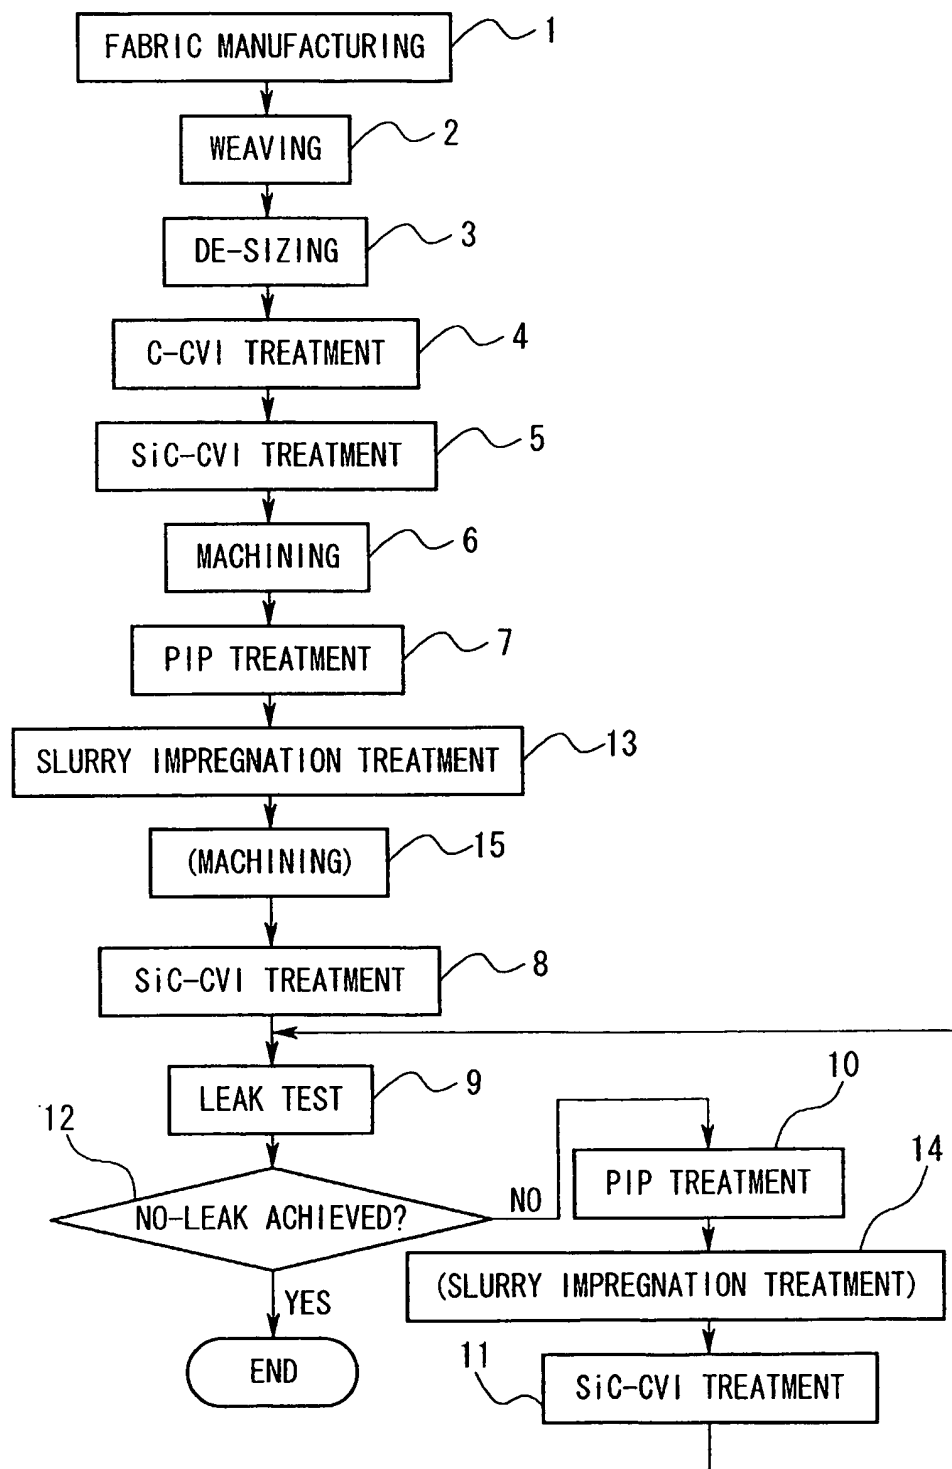 FABRIC MANUFACTURING
1
WEAVING
2
DE-SIZING
3
C-CVI TREATMENT
4
SiC-CVI TREATMENT
5
MACHINING
6
PIP TREATMENT
7
SLURRY IMPREGNATION TREATMENT
13
(MACHINING)
15
SiC-CVI TREATMENT
8
LEAK TEST
9
12
NO-LEAK ACHIEVED?
NO
YES
END
10
PIP TREATMENT
14
(SLURRY IMPREGNATION TREATMENT)
11
SiC-CVI TREATMENT